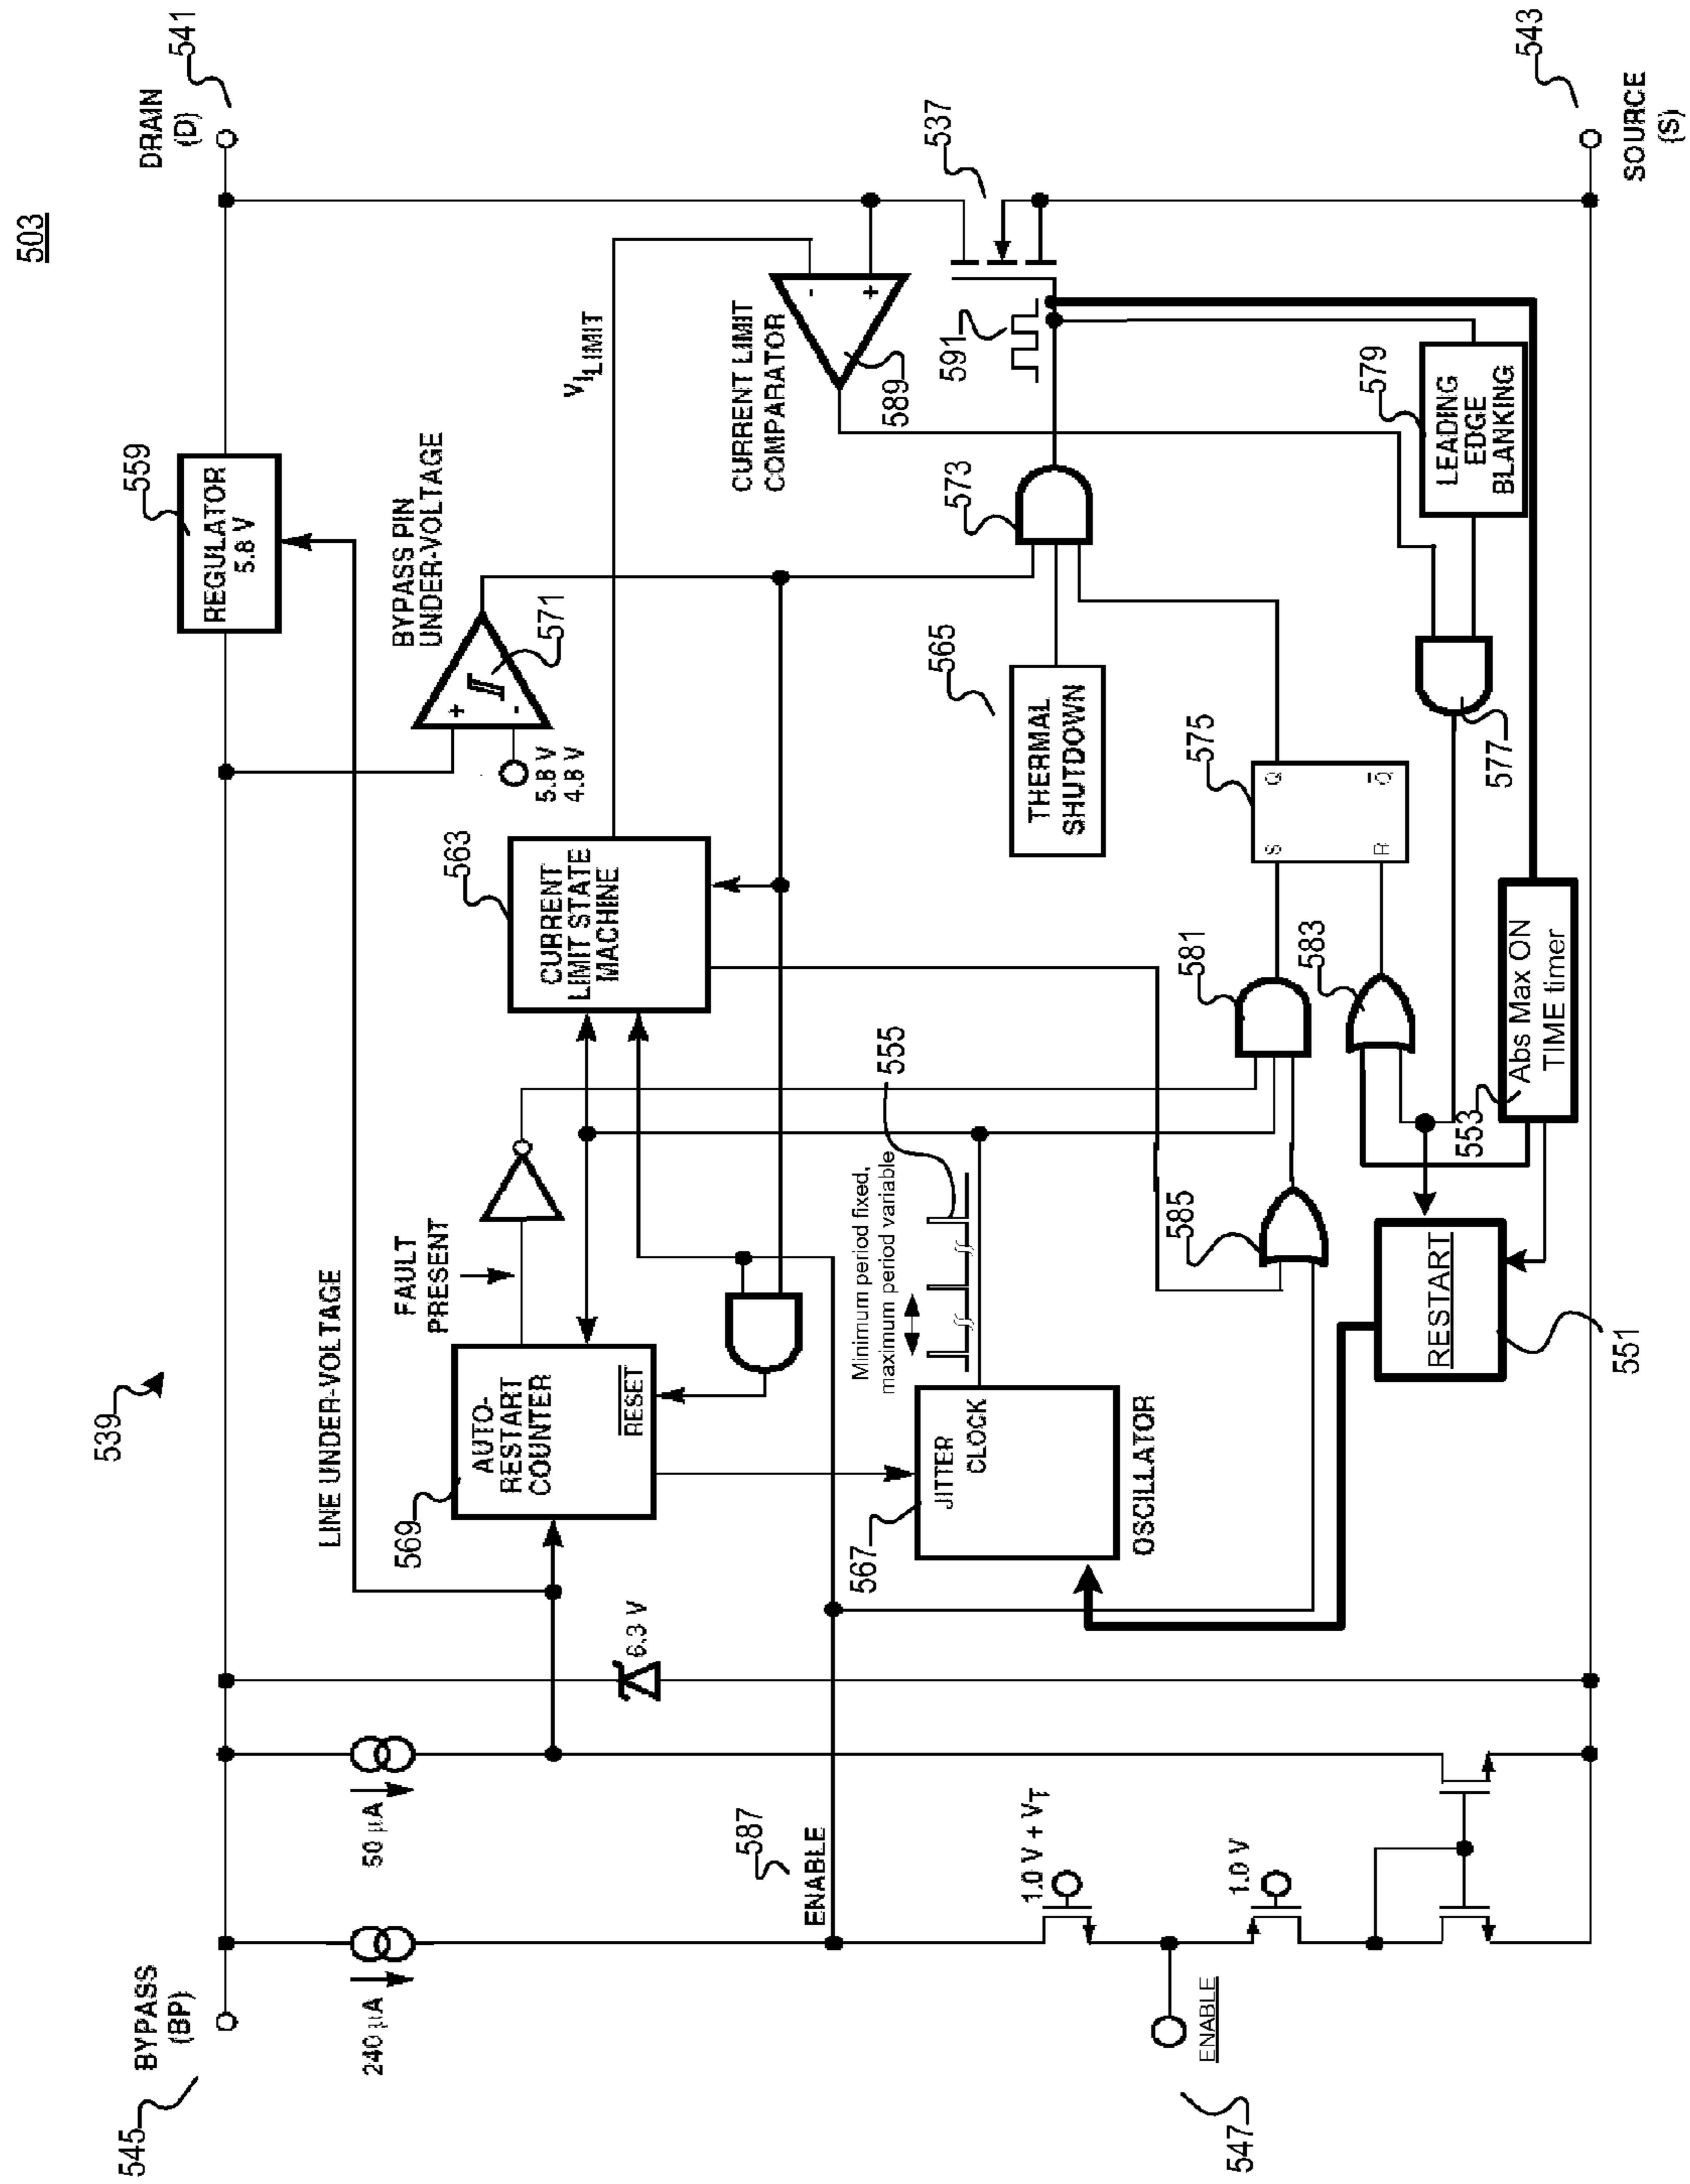 503
539
545
BYPASS
(BP)
240 µA
50 µA
LINE UNDER-VOLTAGE
559
REGULATOR
5.8 V
DRAIN
(D)
541
FAULT
PRESENT
BYPASS PIN
UNDER-VOLTAGE
571
+
-
5.8 V
4.8 V
569
AUTO-
RESTART
COUNTER
RESET
563
CURRENT
LIMIT STATE
MACHINE
VILIMIT
6.3 V
587
ENABLE
CURRENT LIMIT
COMPARATOR
-
+
589
567
JITTER
CLOCK
OSCILLATOR
Minimum period fixed,
maximum period variable
555
537
591
573
565
THERMAL
SHUTDOWN
1.0 V + VT
1.0 V
ENABLE
547
585
581
583
575
S
Q
R
Q
579
LEADING
EDGE
BLANKING
577
RESTART
551
553
Abs Max ON
TIME timer
543
SOURCE
(S)